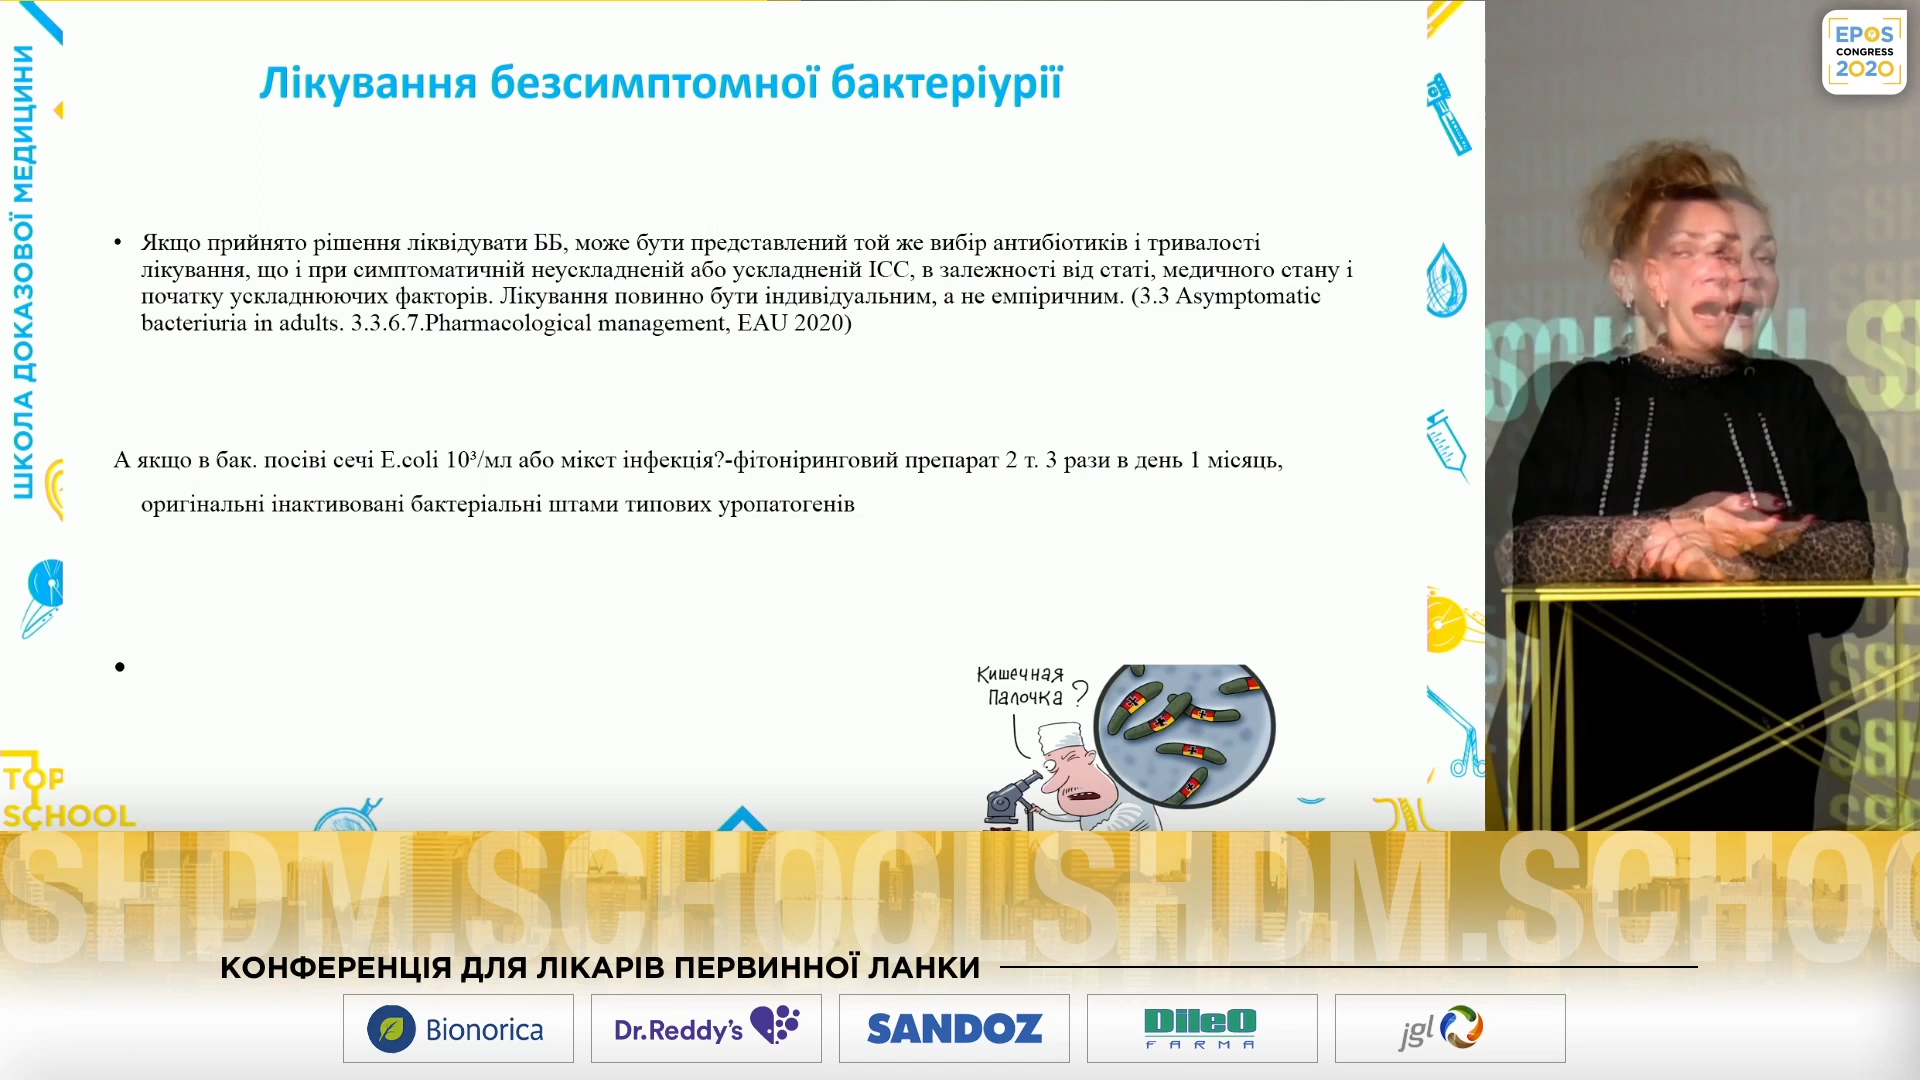 EPOS
CONGRESS
2020
ШКОЛА ДОКАЗОВОЇ МЕДИЦИНИ
Лікування безсимптомної бактеріурії
• Якщо прийнято рішення ліквідувати ББ, може бути представлений той же вибір антибіотиків і тривалості
лікування, що і при симптоматичній неускладненій або ускладненій ІСС, в залежності від статі, медичного стану і
початку ускладнюючих факторів. Лікування повинно бути індивідуальним, а не емпіричним. (3.3 Asymptomatic
bacteriuria in adults. 3.3.6.7.Pharmacological management, EAU 2020)
А якщо в бак. посіві сечі E.coli 10³/мл або мікст інфекція?-фітоніринговий препарат 2 т. 3 рази в день 1 місяць,
оригінальні інактивовані бактеріальні штами типових уропатогенів
•
Кишечная
палочка ?
TOP
SCHOOL
SHDM.SCHOOLSHDM.SCHOO
КОНФЕРЕНЦІЯ ДЛЯ ЛІКАРІВ ПЕРВИННОЇ ЛАНКИ
Bionorica
Dr.Reddy's
SANDOZ
DileO
FARMA
jgl